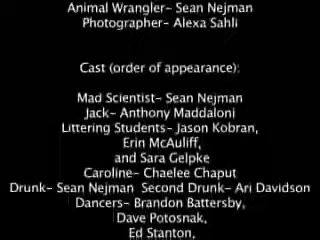 Animal Wrangler- Sean Nejman
Photographer- Alexa Sahli
Cast (order of appearance):
Mad Scientist- Sean Nejman
Jack- Anthony Maddaloni
Littering Students- Jason Kobran,
Erin McAuliff,
and Sara Gelpke
Caroline- Chaelee Chaput
Drunk- Sean Nejman  Second Drunk- Ari Davidson
Dancers- Brandon Battersby,
Dave Potosnak,
Ed Stanton,